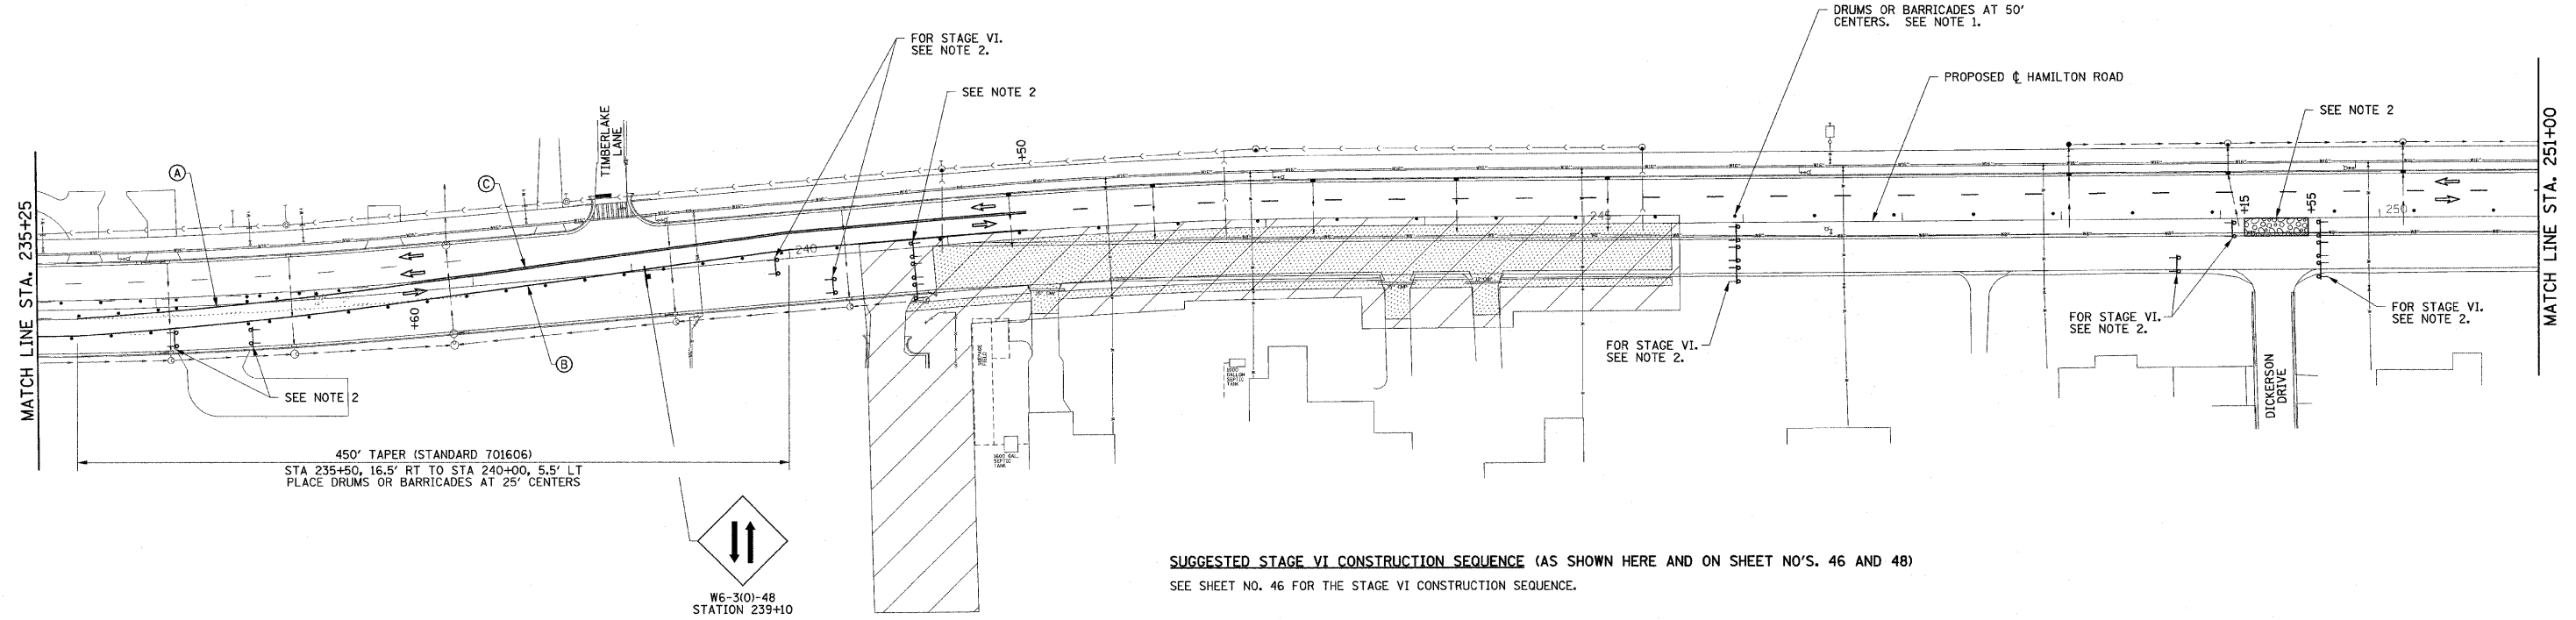 DRUMS OR BARRICADES AT 50'
CENTERS. SEE NOTE 1.
FOR STAGE VI.
SEE NOTE 2.
SEE NOTE 2
PROPOSED ℄ HAMILTON ROAD
SEE NOTE 2
TIMBERLAKE
LANE
+50
MATCH LINE STA. 235+25
MATCH LINE STA. 251+00
A
C
B
+60
240
245
250
+15
+55
SEE NOTE 2
FOR STAGE VI.
SEE NOTE 2.
FOR STAGE VI.
SEE NOTE 2.
FOR STAGE VI.
SEE NOTE 2.
DICKERSON
DRIVE
1000
GALLON
SEPTIC
TANK
SEPTIC
TANK
450' TAPER (STANDARD 701606)
STA 235+50, 16.5' RT TO STA 240+00, 5.5' LT
PLACE DRUMS OR BARRICADES AT 25' CENTERS
W6-3(O)-48
STATION 239+10
SUGGESTED STAGE VI CONSTRUCTION SEQUENCE (AS SHOWN HERE AND ON SHEET NO'S. 46 AND 48)
SEE SHEET NO. 46 FOR THE STAGE VI CONSTRUCTION SEQUENCE.